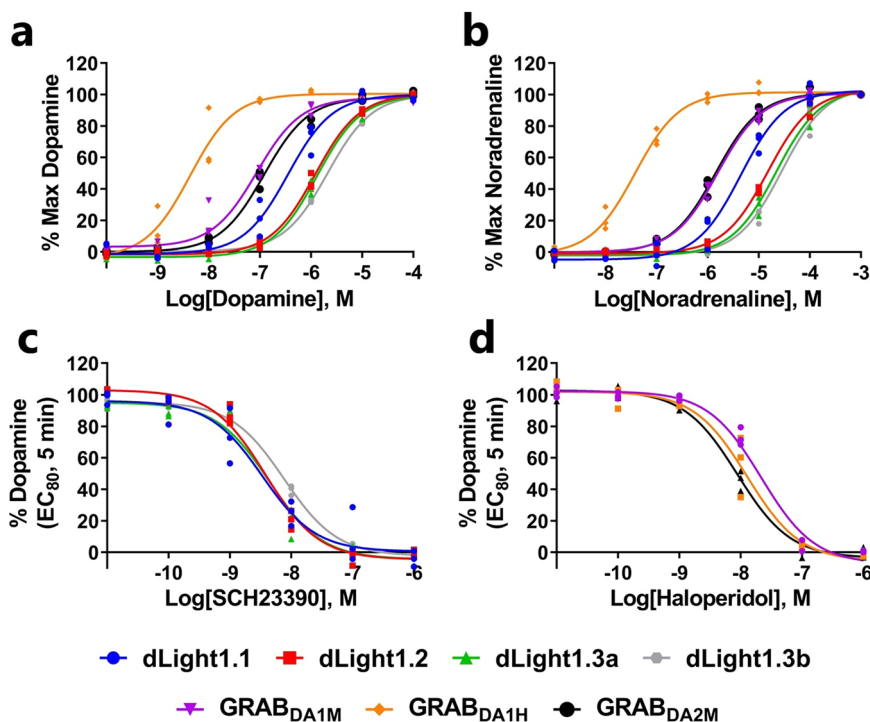 a
120
100
80
60
40
20
0
% Max Dopamine
-9 -8 -7 -6 -5 -4
Log[Dopamine], M
b
120
100
80
60
40
20
0
% Max Noradrenaline
-8 -7 -6 -5 -4 -3
Log[Noradrenaline], M
c
120
100
80
60
40
20
0
% Dopamine
(EC80, 5 min)
-10 -9 -8 -7 -6
Log[SCH23390], M
d
120
100
80
60
40
20
0
% Dopamine
(EC80, 5 min)
-10 -9 -8 -7 -6
Log[Haloperidol], M
dLight1.1 dLight1.2 dLight1.3a dLight1.3b
GRABDA1M GRABDA1H GRABDA2M